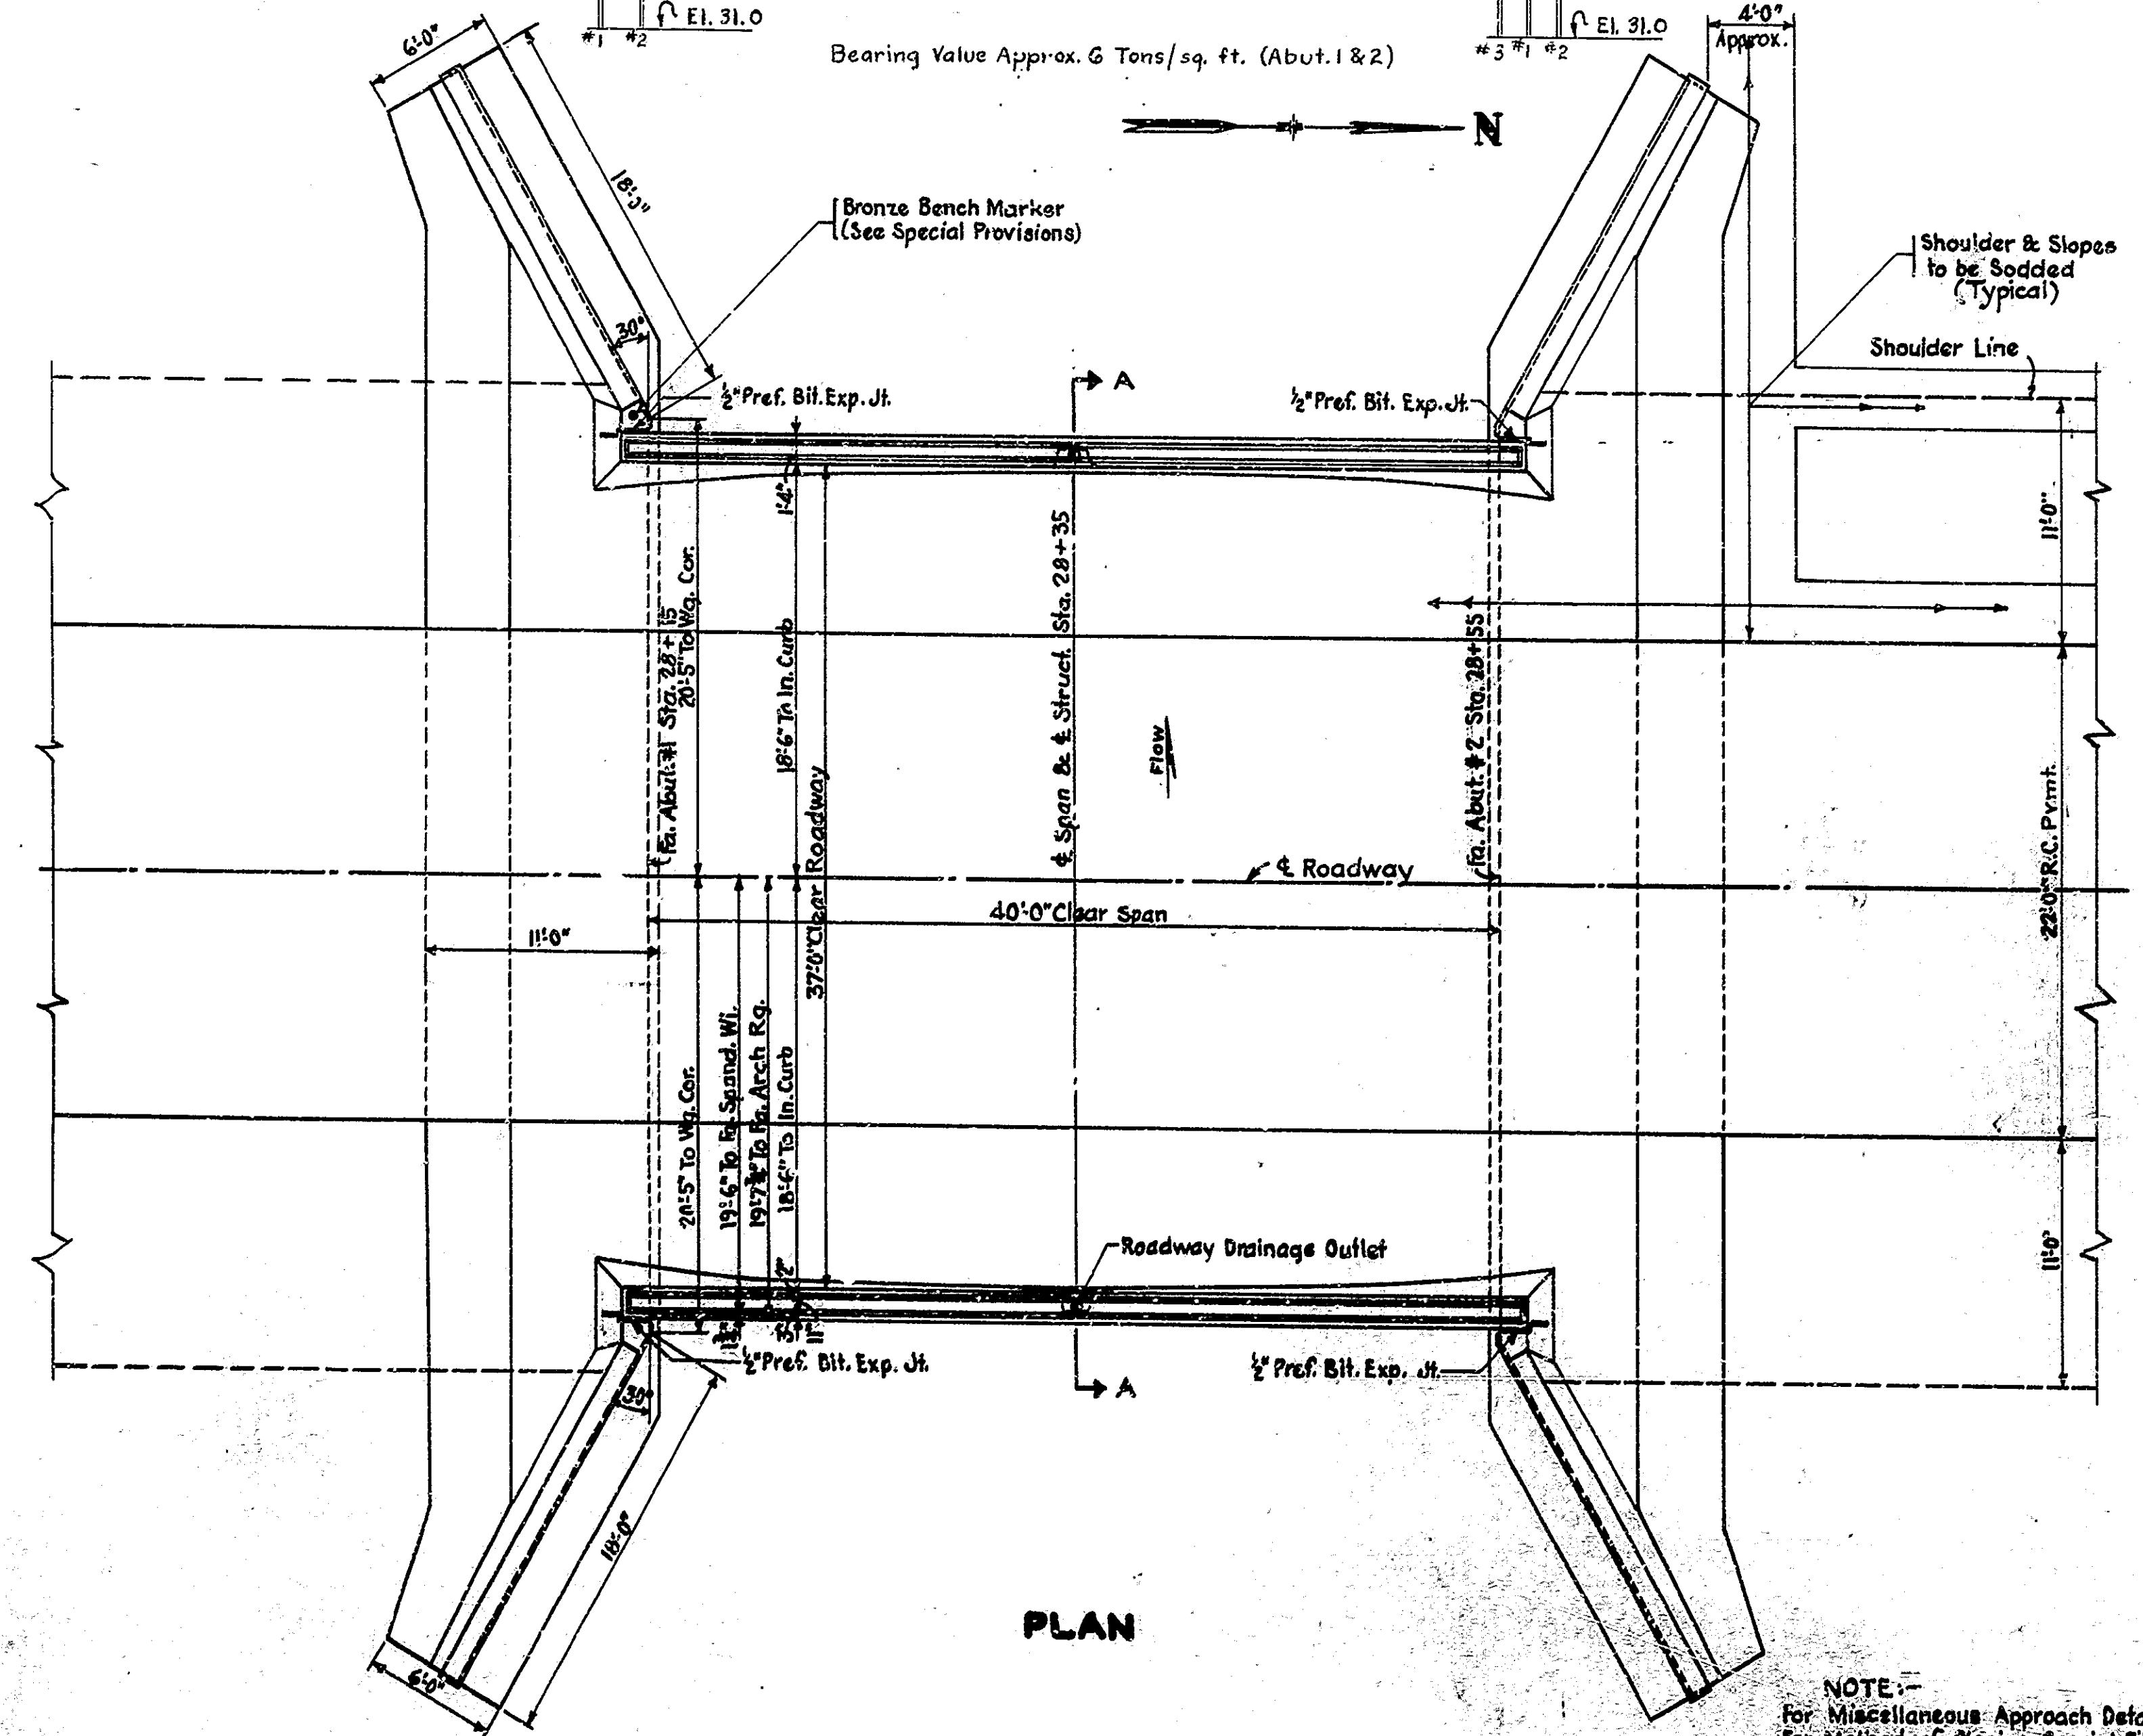 El. 31.0
#1 #2
Bearing Value Approx. 6 Tons/sq. ft. (Abut. 1 & 2)
El. 31.0
#3 #1 #2
4'-0"
Approx.
N
6'-0"
18'-0"
Bronze Bench Marker
(See Special Provisions)
Shoulder & Slopes
to be Sodded
(Typical)
Shoulder Line
30°
1/2" Pref. Bit. Exp. Jt.
A
1/2" Pref. Bit. Exp. Jt.
1'-4"
11'-0"
Fa. Abut. #1 Sta. 28+15
20'-5" To Wg. Cor.
18'-6" To In. Curb
37'-0" Clear Roadway
℄ Span & ℄ Struct. Sta. 28+35
Flow
Fa. Abut. #2 Sta. 28+55
22'-0" R.C. Pvmt.
℄ Roadway
40'-0" Clear Span
11'-0"
20'-5" To Wg. Cor.
19'-6" To Fa. Spand. Wl.
19'-7 3/4" To Fa. Arch Rg.
18'-6" To In. Curb
2"
Roadway Drainage Outlet
11'-0"
1/2" Pref. Bit. Exp. Jt.
1/2" Pref. Bit. Exp. Jt.
A
30°
18'-0"
6'-0"
PLAN
NOTE:-
For Miscellaneous Approach Deta